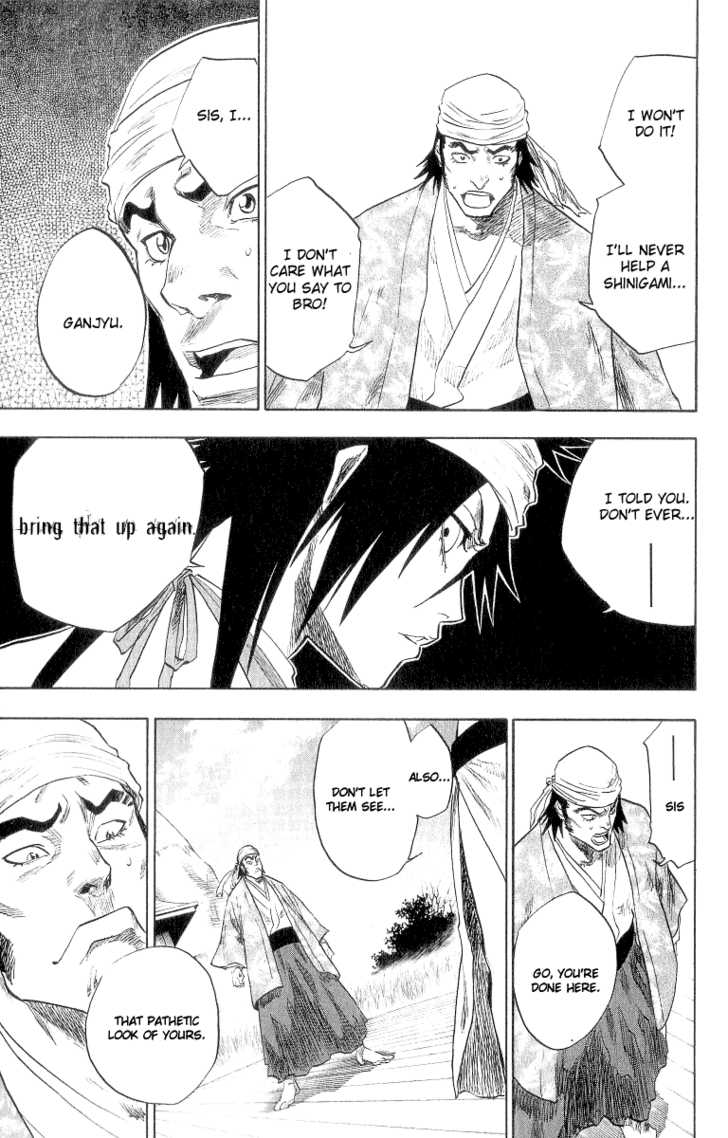 I WON'T
DO IT!
I'LL NEVER
HELP A
SHINIGAMI...
I DON'T
CARE WHAT
YOU SAY TO
BRO!
SIS, I...
GANJYU.
I TOLD YOU.
DON'T EVER...
bring that up again.
SIS
GO, YOU'RE
DONE HERE.
ALSO...
DON'T LET
THEM SEE...
THAT PATHETIC
LOOK OF YOURS.